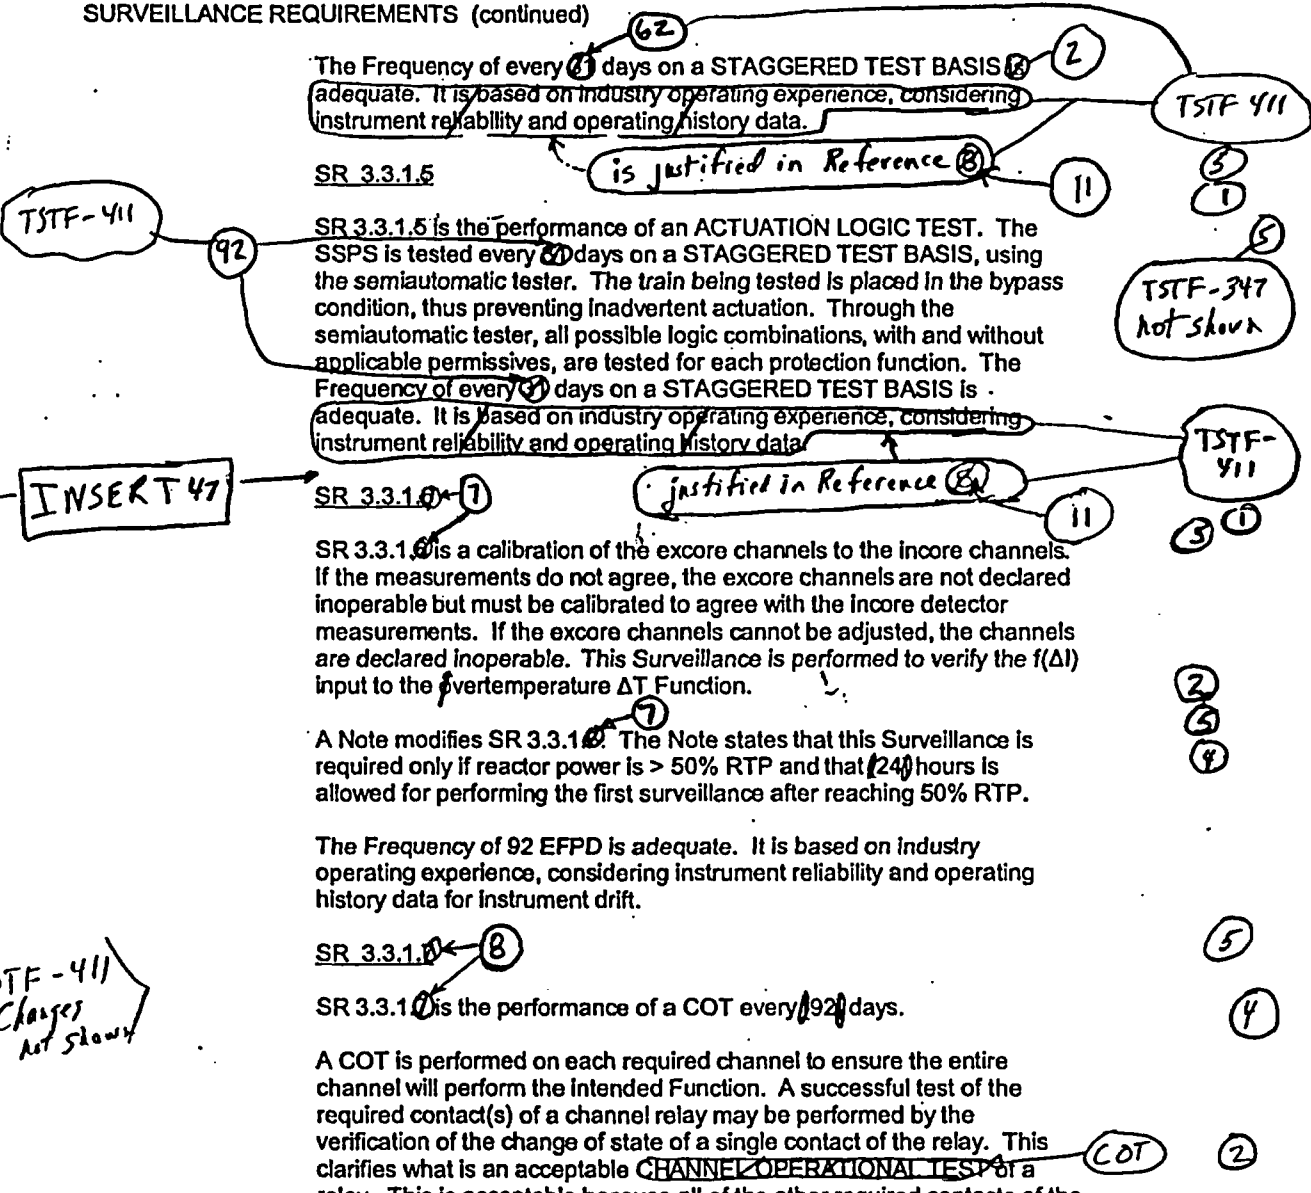 SURVEILLANCE REQUIREMENTS (continued)
62
The Frequency of every days on a STAGGERED TEST BASIS 2
adequate. It is based on industry operating experience, considering
instrument reliability and operating history data.
TSTF 411
is justified in Reference 8
11
5
1
SR 3.3.1.5
TSTF-411
92
SR 3.3.1.5 is the performance of an ACTUATION LOGIC TEST. The
SSPS is tested every 31 days on a STAGGERED TEST BASIS, using
the semiautomatic tester. The train being tested is placed in the bypass
condition, thus preventing inadvertent actuation. Through the
semiautomatic tester, all possible logic combinations, with and without
applicable permissives, are tested for each protection function. The
Frequency of every 31 days on a STAGGERED TEST BASIS is
adequate. It is based on industry operating experience, considering
instrument reliability and operating history data
5
TSTF-347
not shown
TSTF-
411
justified in Reference 8
11
1
5
INSERT 47
SR 3.3.1. 7
SR 3.3.1.6 is a calibration of the excore channels to the incore channels.
If the measurements do not agree, the excore channels are not declared
inoperable but must be calibrated to agree with the incore detector
measurements. If the excore channels cannot be adjusted, the channels
are declared inoperable. This Surveillance is performed to verify the f(ΔI)
input to the overtemperature ΔT Function.
2
5
4
7
A Note modifies SR 3.3.1. The Note states that this Surveillance is
required only if reactor power is > 50% RTP and that [24] hours is
allowed for performing the first surveillance after reaching 50% RTP.
The Frequency of 92 EFPD is adequate. It is based on industry
operating experience, considering instrument reliability and operating
history data for instrument drift.
SR 3.3.1. 8
5
TF-411
Changes
not shown
SR 3.3.1.7 is the performance of a COT every [92] days.
4
A COT is performed on each required channel to ensure the entire
channel will perform the intended Function. A successful test of the
required contact(s) of a channel relay may be performed by the
verification of the change of state of a single contact of the relay. This
clarifies what is an acceptable CHANNEL OPERATIONAL TEST of a
COT
2
relay. This is acceptable because all of the other required contacts of the